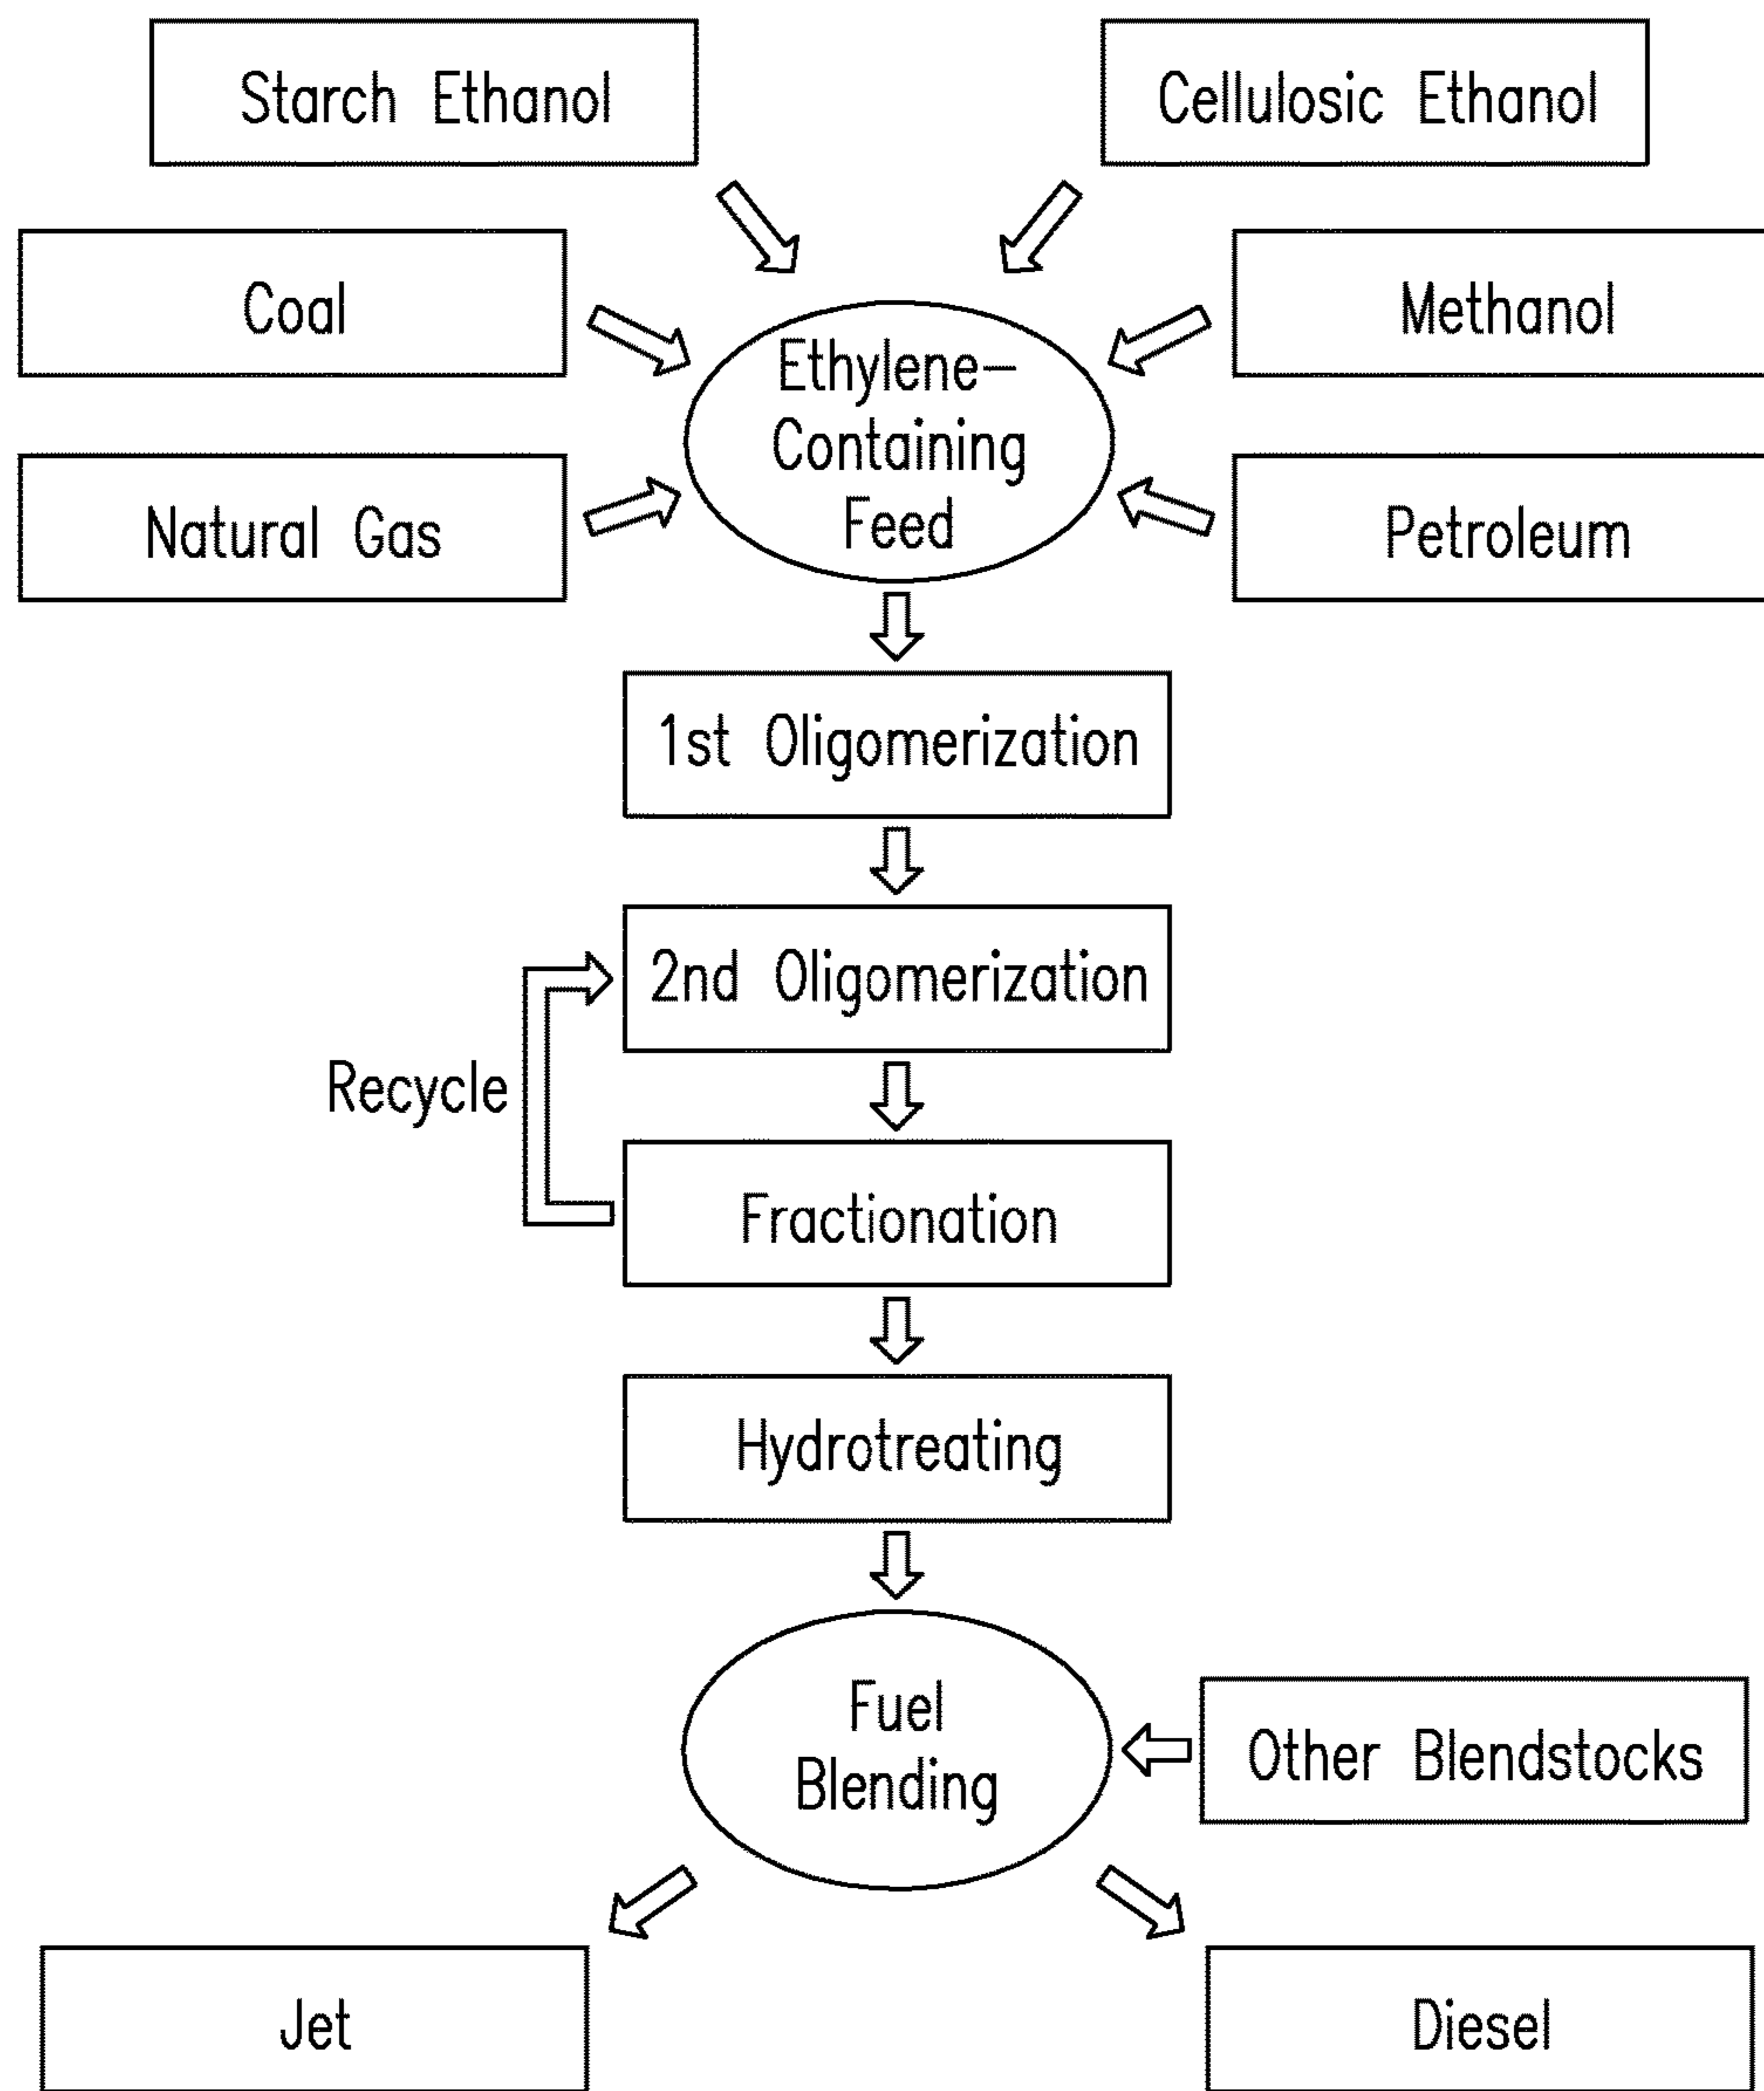 Starch Ethanol
Cellulosic Ethanol
Coal
Methanol
Ethylene-
Containing
Feed
Natural Gas
Petroleum
1st Oligomerization
2nd Oligomerization
Recycle
Fractionation
Hydrotreating
Fuel
Blending
Other Blendstocks
Jet
Diesel